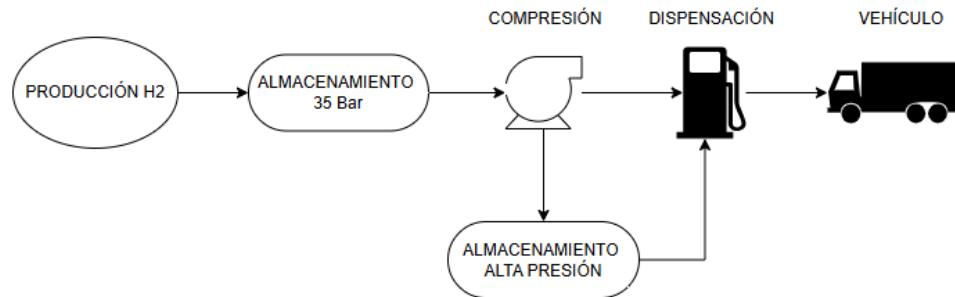 COMPRESIÓN
DISPENSACIÓN
VEHÍCULO
PRODUCCIÓN H2
ALMACENAMIENTO
35 Bar
ALMACENAMIENTO
ALTA PRESIÓN